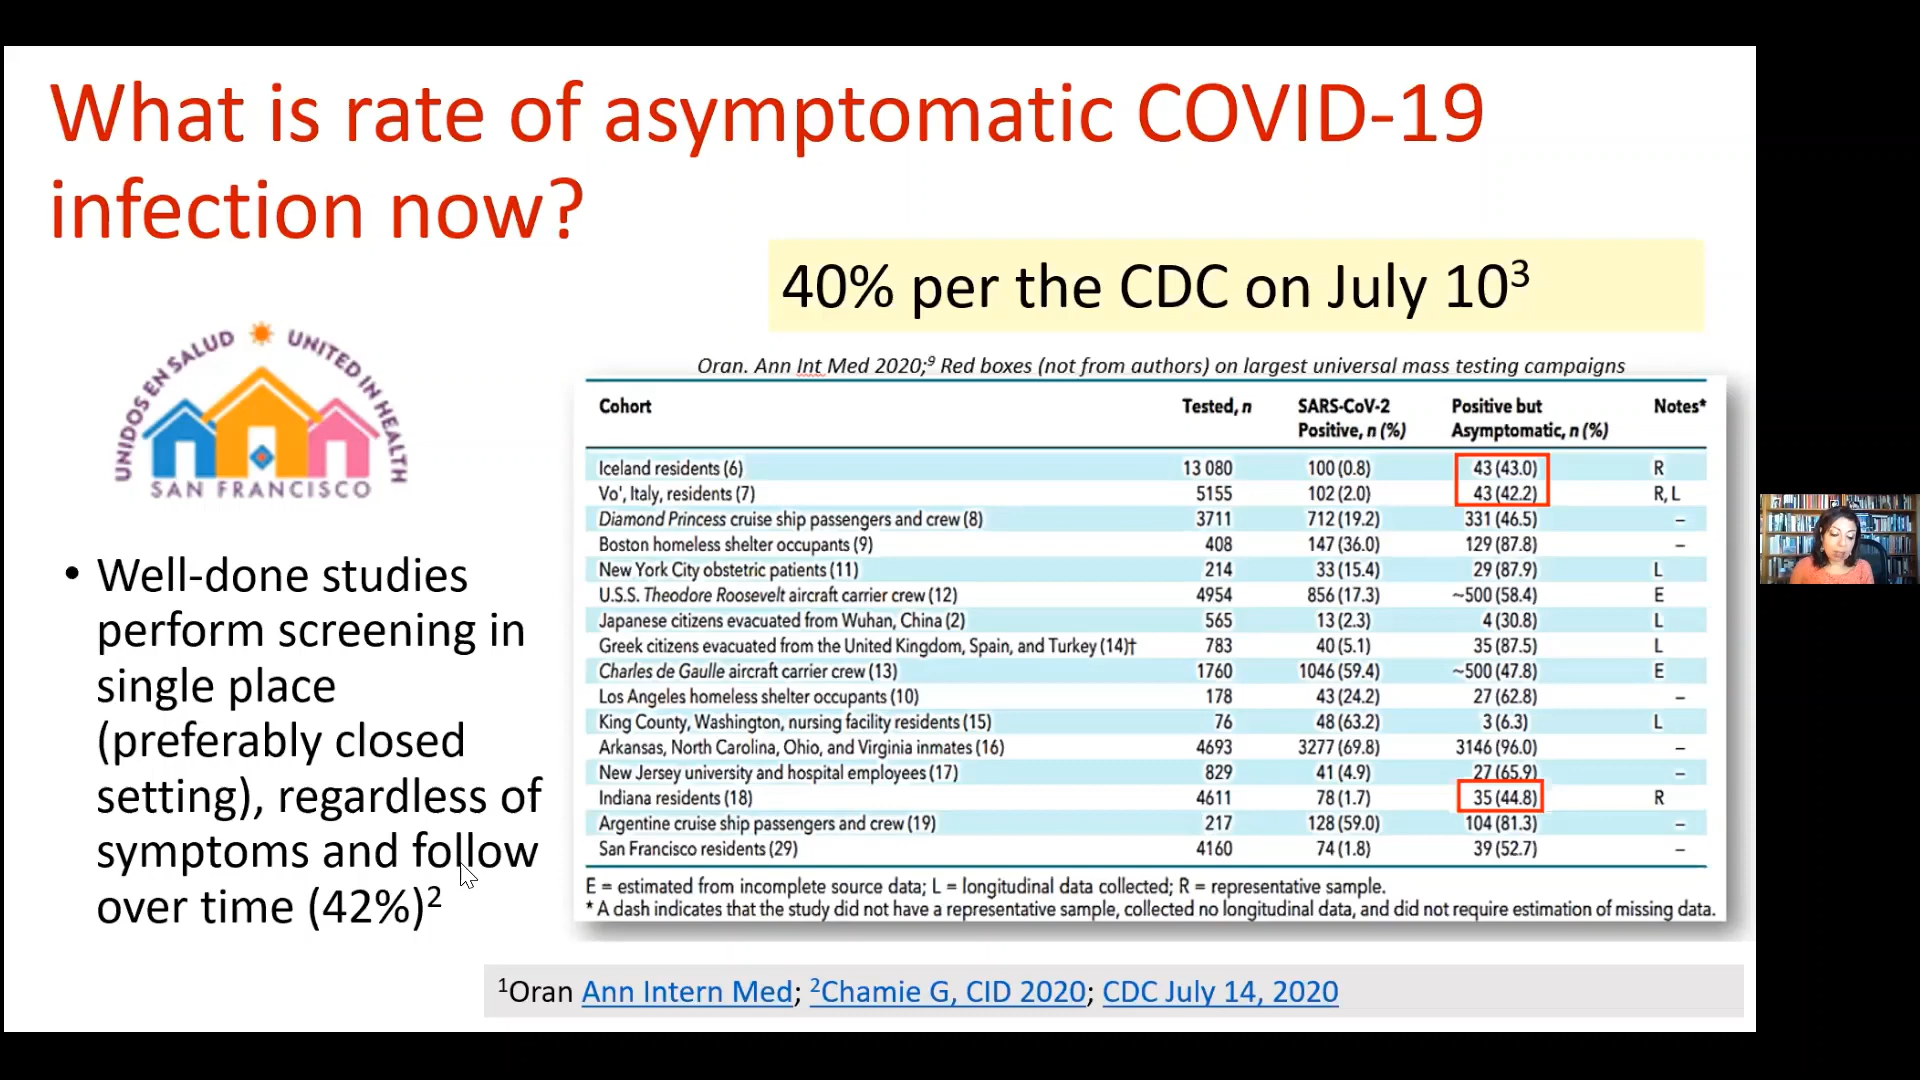 What is rate of asymptomatic COVID-19
infection now?
40% per the CDC on July 10³
UNIDOS EN SALUD UNITED IN HEALTH
SAN FRANCISCO
• Well-done studies
perform screening in
single place
(preferably closed
setting), regardless of
symptoms and follow
over time (42%)²
Oran. Ann Int Med 2020;⁹ Red boxes (not from authors) on largest universal mass testing campaigns
Cohort Tested, n SARS-CoV-2 Positive but Notes*
Positive, n (%) Asymptomatic, n (%)
Iceland residents (6) 13 080 100 (0.8) 43 (43.0) R
Vo', Italy, residents (7) 5155 102 (2.0) 43 (42.2) R, L
Diamond Princess cruise ship passengers and crew (8) 3711 712 (19.2) 331 (46.5) –
Boston homeless shelter occupants (9) 408 147 (36.0) 129 (87.8) –
New York City obstetric patients (11) 214 33 (15.4) 29 (87.9) L
U.S.S. Theodore Roosevelt aircraft carrier crew (12) 4954 856 (17.3) ~500 (58.4) E
Japanese citizens evacuated from Wuhan, China (2) 565 13 (2.3) 4 (30.8) L
Greek citizens evacuated from the United Kingdom, Spain, and Turkey (14)† 783 40 (5.1) 35 (87.5) L
Charles de Gaulle aircraft carrier crew (13) 1760 1046 (59.4) ~500 (47.8) E
Los Angeles homeless shelter occupants (10) 178 43 (24.2) 27 (62.8) –
King County, Washington, nursing facility residents (15) 76 48 (63.2) 3 (6.3) L
Arkansas, North Carolina, Ohio, and Virginia inmates (16) 4693 3277 (69.8) 3146 (96.0) –
New Jersey university and hospital employees (17) 829 41 (4.9) 27 (65.9) –
Indiana residents (18) 4611 78 (1.7) 35 (44.8) R
Argentine cruise ship passengers and crew (19) 217 128 (59.0) 104 (81.3) –
San Francisco residents (29) 4160 74 (1.8) 39 (52.7) –
E = estimated from incomplete source data; L = longitudinal data collected; R = representative sample.
* A dash indicates that the study did not have a representative sample, collected no longitudinal data, and did not require estimation of missing data.
¹Oran Ann Intern Med; ²Chamie G, CID 2020; CDC July 14, 2020